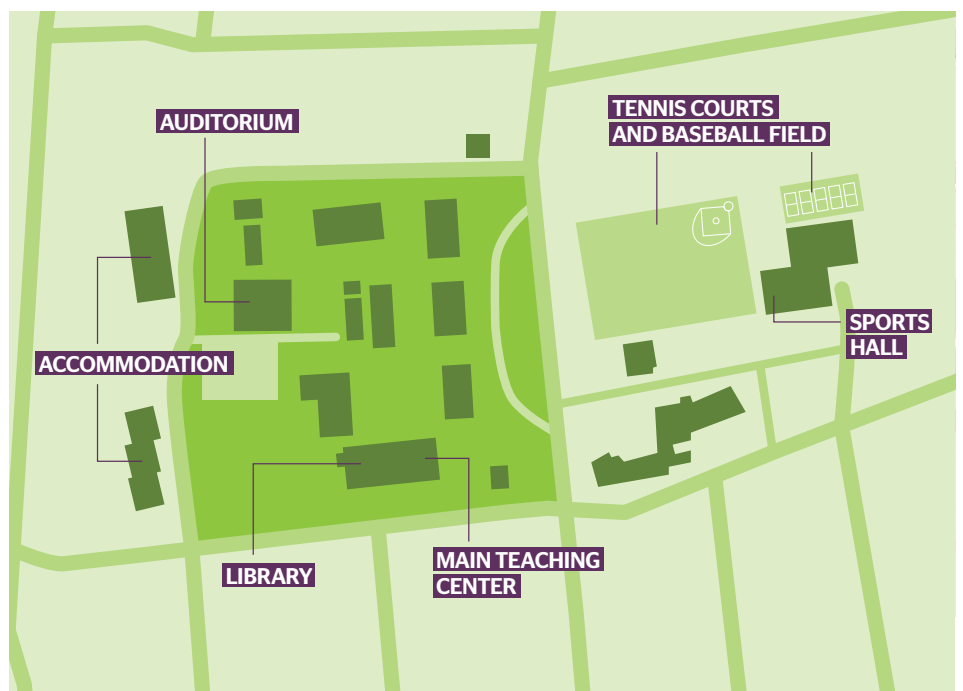 TENNIS COURTS
AND BASEBALL FIELD
AUDITORIUM
SPORTS
HALL
ACCOMMODATION
MAIN TEACHING
CENTER
LIBRARY